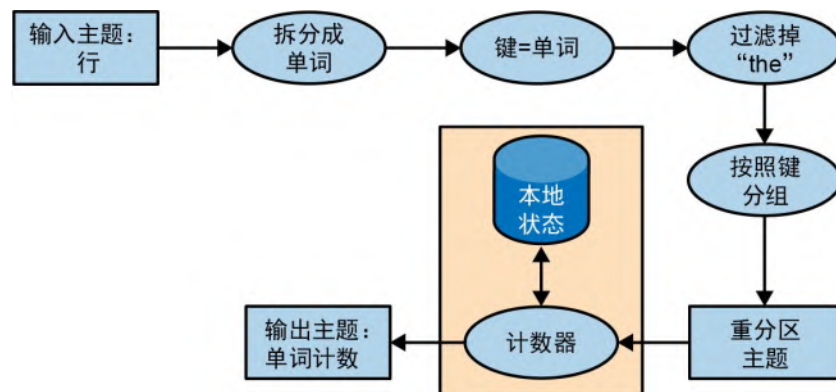 输入主题：
行
拆分成
单词
键=单词
过滤掉
“the”
按照键
分组
本地
状态
输出主题：
单词计数
计数器
重分区
主题